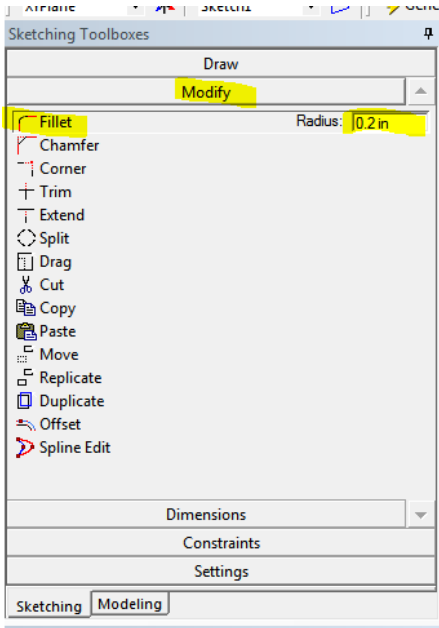 XYPlane Sketch1
Sketching Toolboxes
Draw
Modify
Fillet Radius: 0.2 in
Chamfer
Corner
Trim
Extend
Split
Drag
Cut
Copy
Paste
Move
Replicate
Duplicate
Offset
Spline Edit
Dimensions
Constraints
Settings
Sketching Modeling